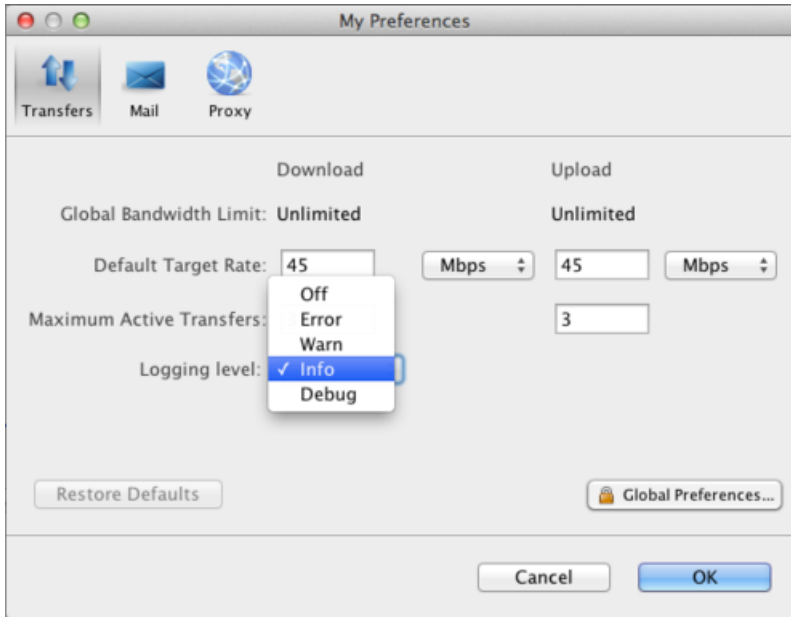 My Preferences
Transfers Mail Proxy
Download Upload
Global Bandwidth Limit: Unlimited Unlimited
Default Target Rate: 45 Mbps 45 Mbps
Off
Maximum Active Transfers: Error 3
Warn
Logging level: ✓ Info
Debug
Restore Defaults Global Preferences...
Cancel OK